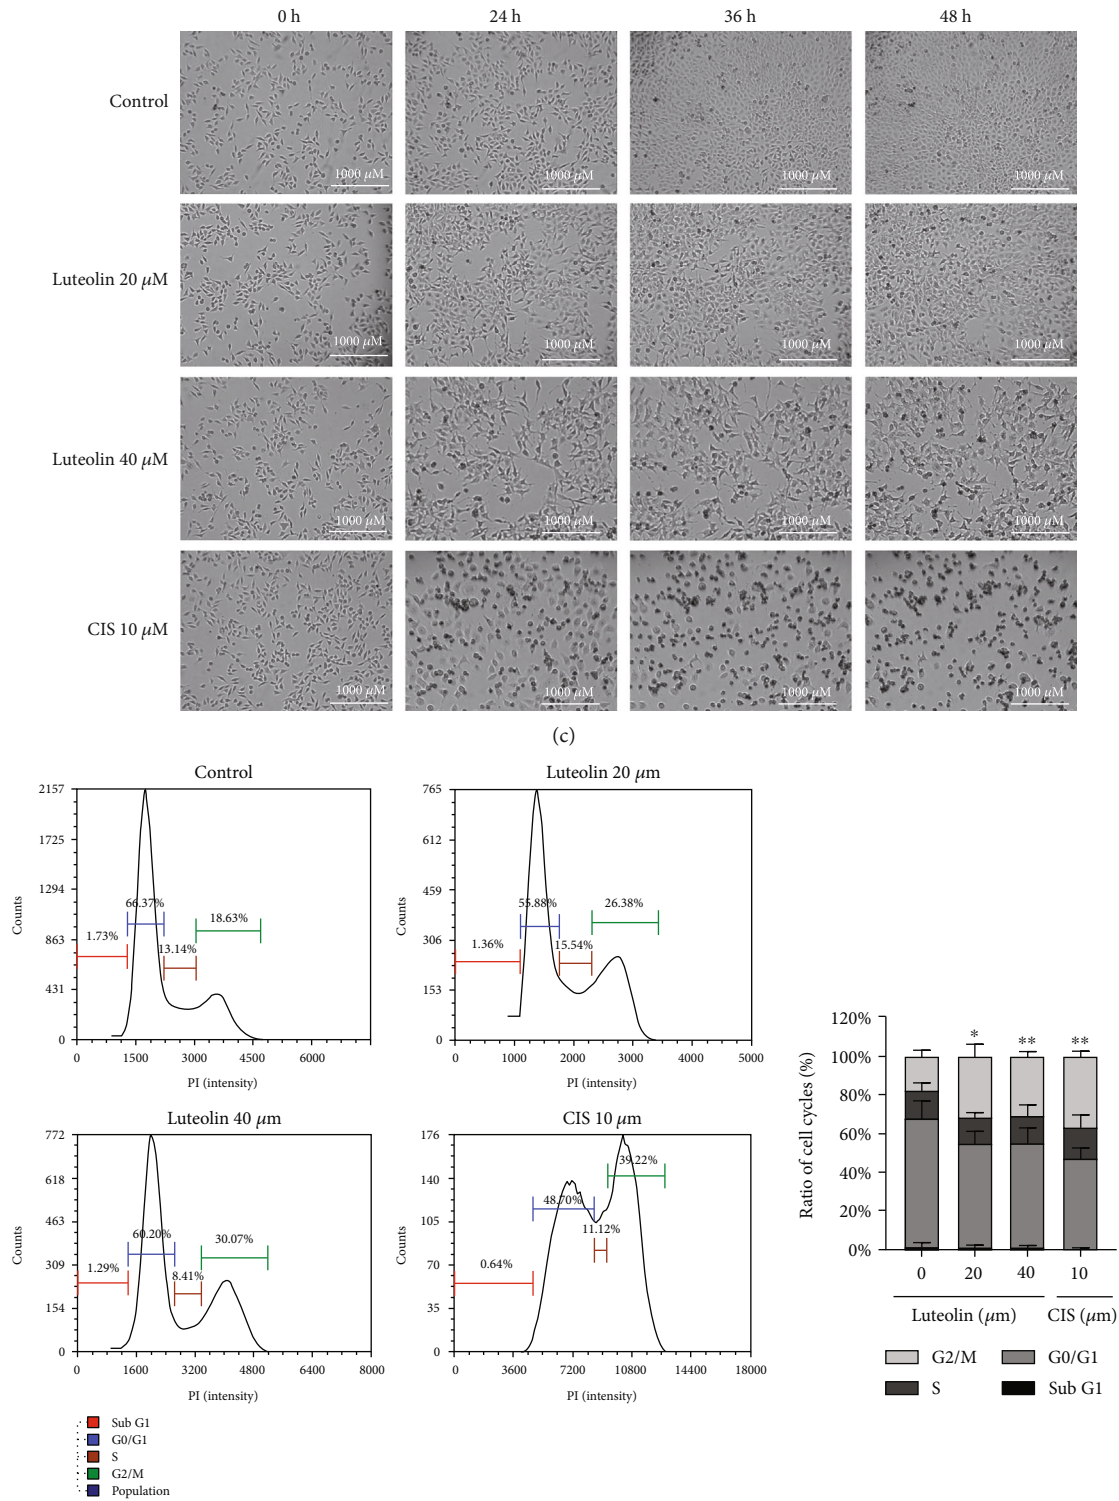 0 h 24 h 36 h 48 h
Control
1000 µM 1000 µM 1000 µM 1000 µM
Luteolin 20 µM
1000 µM 1000 µM 1000 µM 1000 µM
Luteolin 40 µM
1000 µM 1000 µM 1000 µM 1000 µM
CIS 10 µM
1000 µM 1000 µM 1000 µM 1000 µM
(c)
Control
2157
1725
1294
863
431
0
Counts
1.73%
66.37%
13.14%
18.63%
0 1500 3000 4500 6000
PI (intensity)
Luteolin 20 µm
765
612
459
306
153
0
Counts
1.36%
55.88%
15.54%
26.38%
0 1000 2000 3000 4000 5000
PI (intensity)
Luteolin 40 µm
772
618
463
309
154
0
Counts
1.29%
60.20%
8.41%
30.07%
0 1600 3200 4800 6400 8000
PI (intensity)
CIS 10 µm
176
140
105
70
35
0
Counts
0.64%
48.70%
11.12%
39.22%
0 3600 7200 10800 14400 18000
PI (intensity)
Sub G1
G0/G1
S
G2/M
Population
120%
100%
80%
60%
40%
20%
0%
Ratio of cell cycles (%)
* ** **
0 20 40 10
Luteolin (µm) CIS (µm)
G2/M G0/G1
S Sub G1